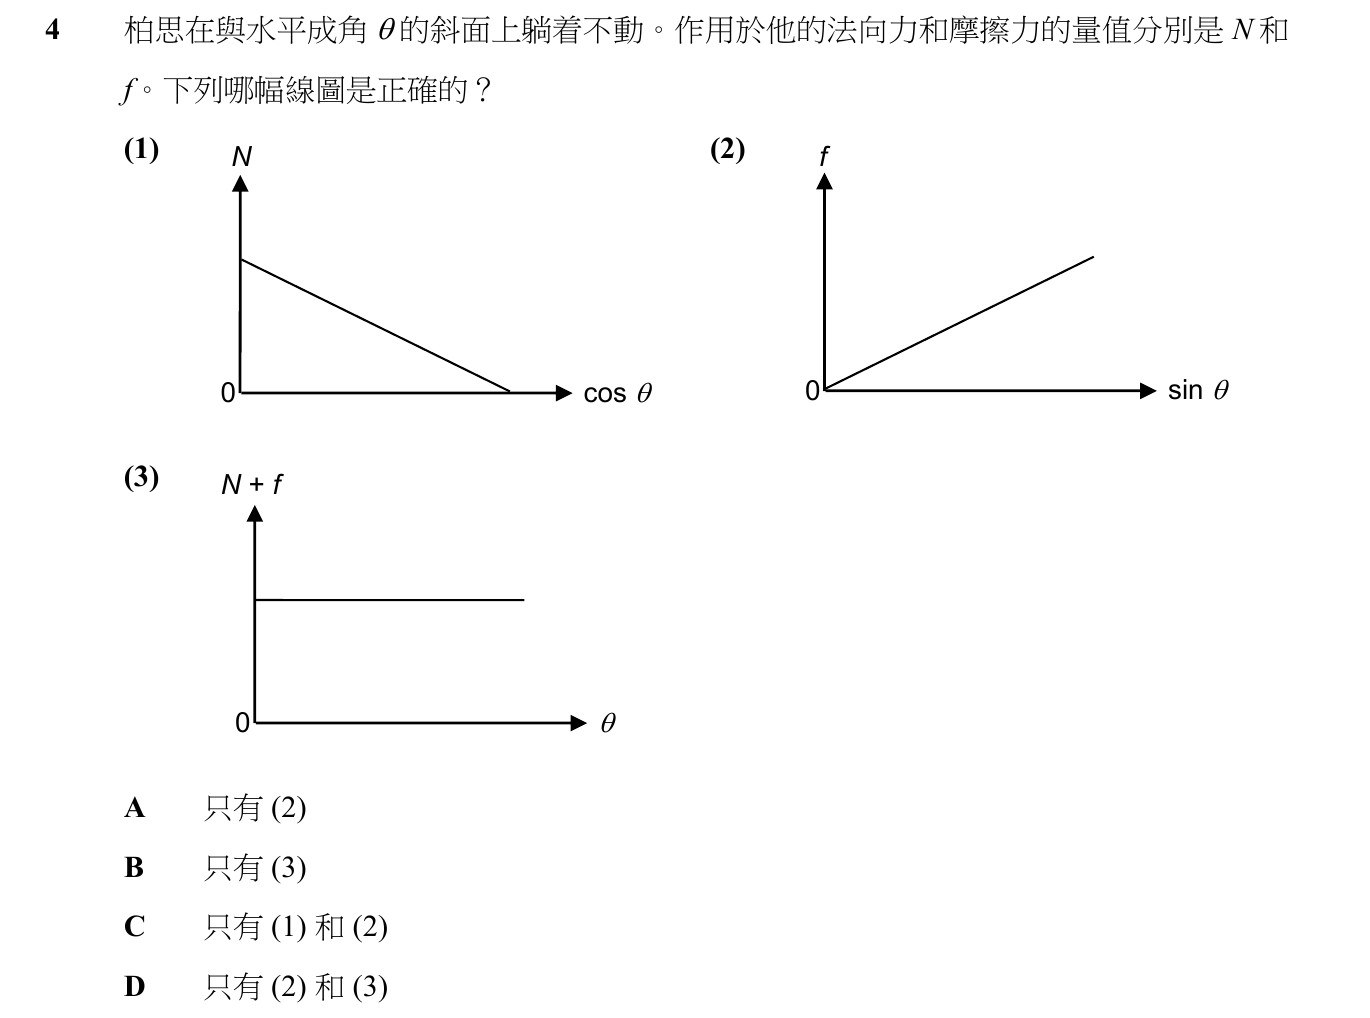 4 柏思在與水平成角 θ 的斜面上躺着不動。作用於他的法向力和摩擦力的量值分別是 N 和
f。下列哪幅線圖是正確的？
(1) (2)
N f
0 cos θ 0 sin θ
(3)
N + f
0 θ
A 只有 (2)
B 只有 (3)
C 只有 (1) 和 (2)
D 只有 (2) 和 (3)